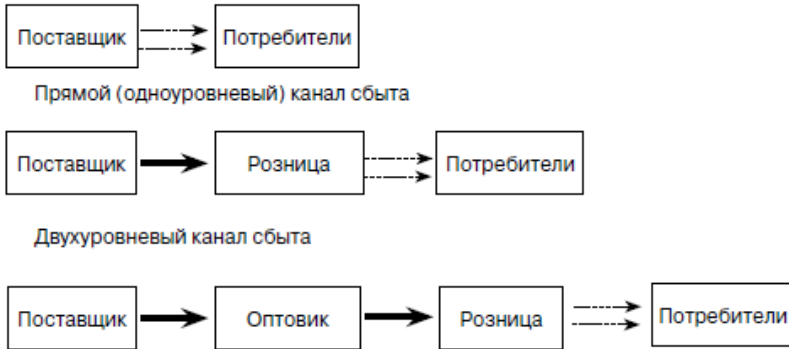 Поставщик Потребители
Прямой (одноуровневый) канал сбыта
Поставщик Розница Потребители
Двухуровневый канал сбыта
Поставщик Оптовик Розница Потребители